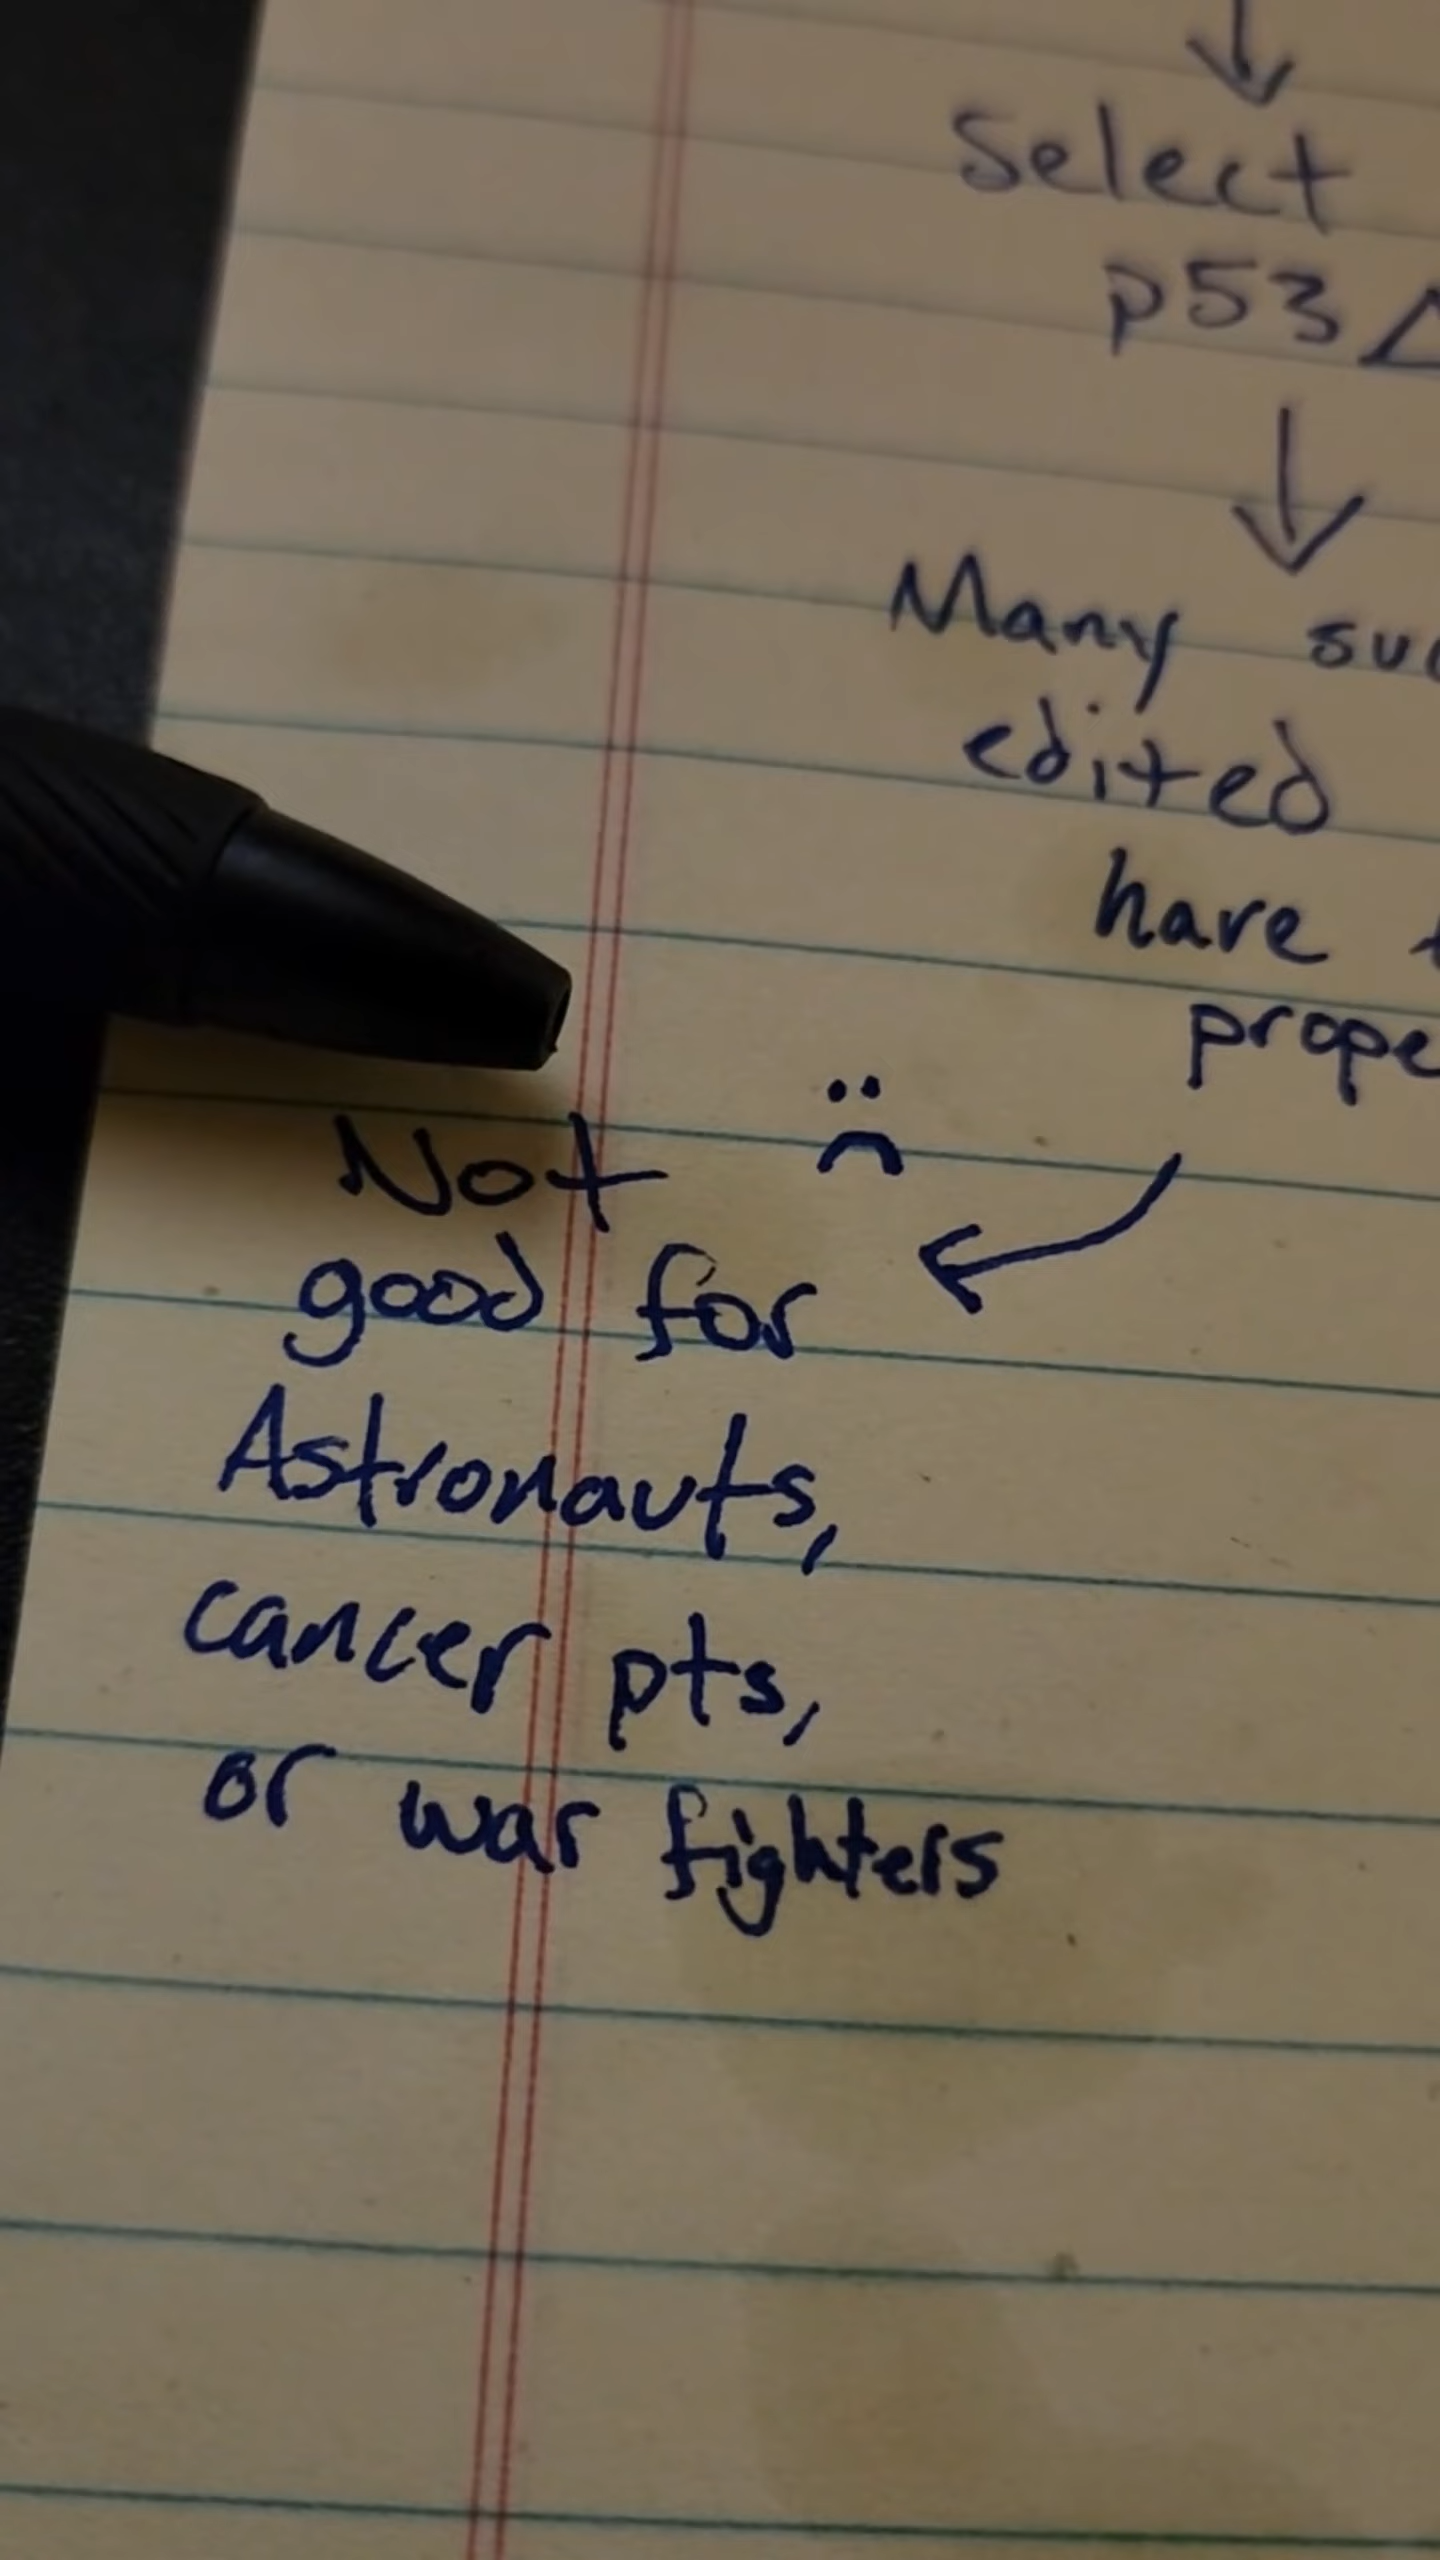 Select
p53 Δ
Many
edited
have
Not
good for
Astronauts,
cancer pts,
or war fighters